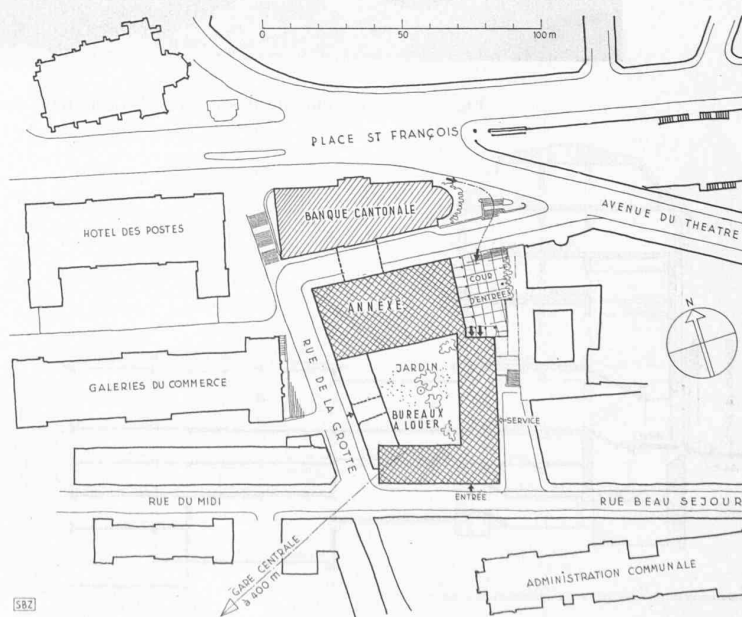 0 50 100 m
PLACE ST FRANÇOIS
BANQUE CANTONALE
AVENUE DU THEATRE
HOTEL DES POSTES
COUR
D'ENTRÉE
ANNEXE
N
RUE DE LA GROTTE
JARDIN
GALERIES DU COMMERCE
BUREAUX
A LOUER
SERVICE
ENTRÉE
RUE DU MIDI
RUE BEAU SEJOUR
GARE CENTRALE
à 400 m
ADMINISTRATION COMMUNALE
SBZ